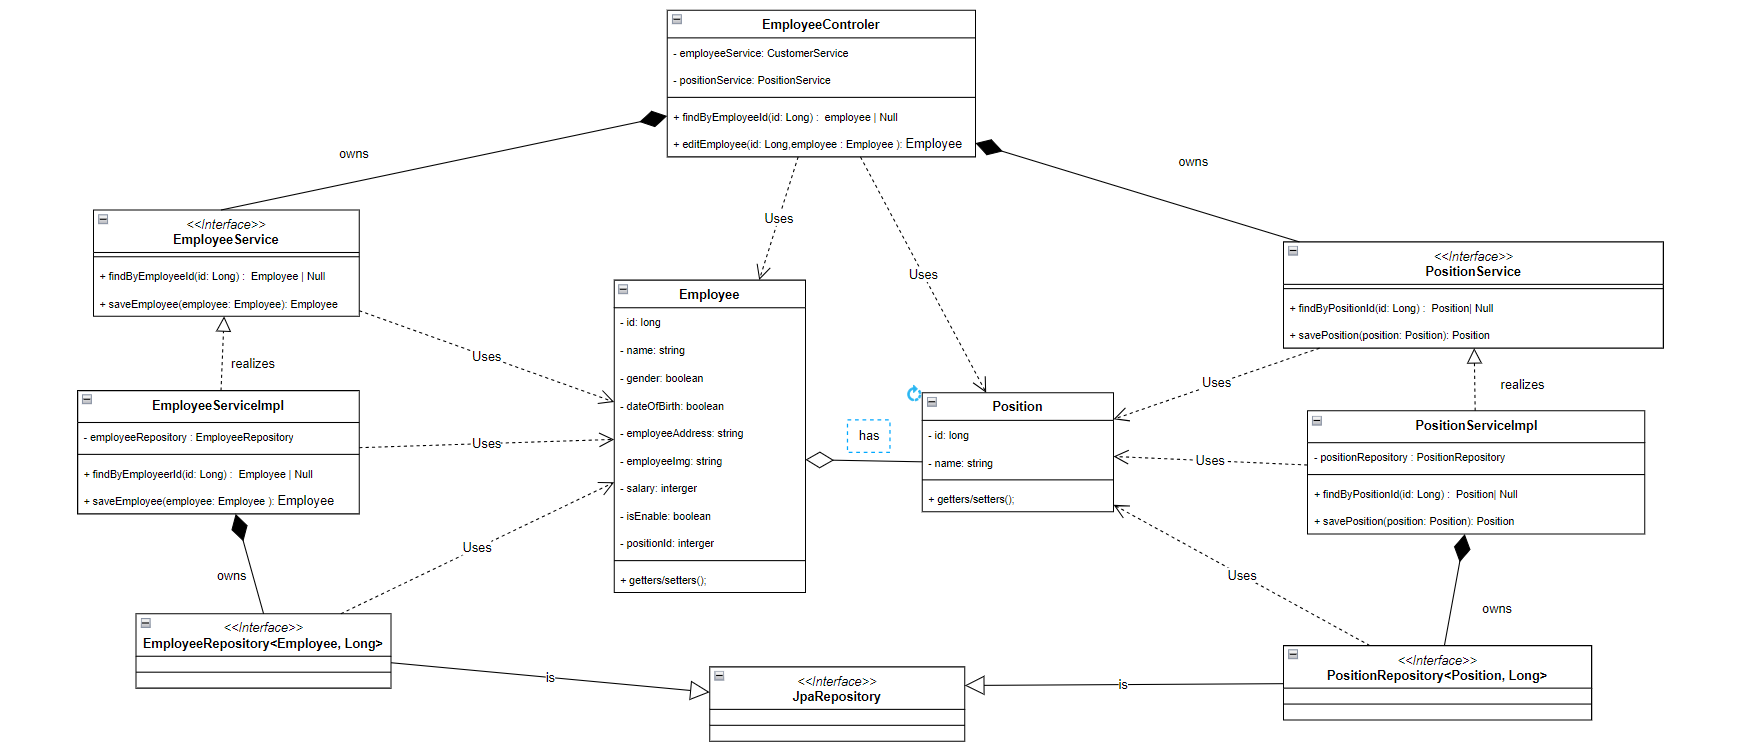 EmployeeControler
- employeeService: CustomerService
- positionService: PositionService
+ findByEmployeeId(id: Long) :  employee | Null
+ editEmployee(id: Long,employee : Employee ): Employee
owns
owns
Uses
Uses
<<Interface>>
EmployeeService
+ findByEmployeeId(id: Long) :  Employee | Null
+ saveEmployee(employee: Employee): Employee
<<Interface>>
PositionService
+ findByPositionId(id: Long) :  Position| Null
+ savePosition(position: Position): Position
realizes
Uses
Uses
realizes
Employee
- id: long
- name: string
- gender: boolean
- dateOfBirth: boolean
- employeeAddress: string
- employeeImg: string
- salary: interger
- isEnable: boolean
- positionId: interger
+ getters/setters();
has
Position
- id: long
- name: string
+ getters/setters();
EmployeeServiceImpl
- employeeRepository : EmployeeRepository
+ findByEmployeerId(id: Long) :  Employee | Null
+ saveEmployee(employee: Employee ): Employee
Uses
Uses
PositionServiceImpl
- positionRepository : PositionRepository
+ findByPositionId(id: Long) :  Position| Null
+ savePosition(position: Position): Position
Uses
Uses
owns
owns
<<Interface>>
EmployeeRepository<Employee, Long>
is
<<Interface>>
JpaRepository
is
<<Interface>>
PositionRepository<Position, Long>